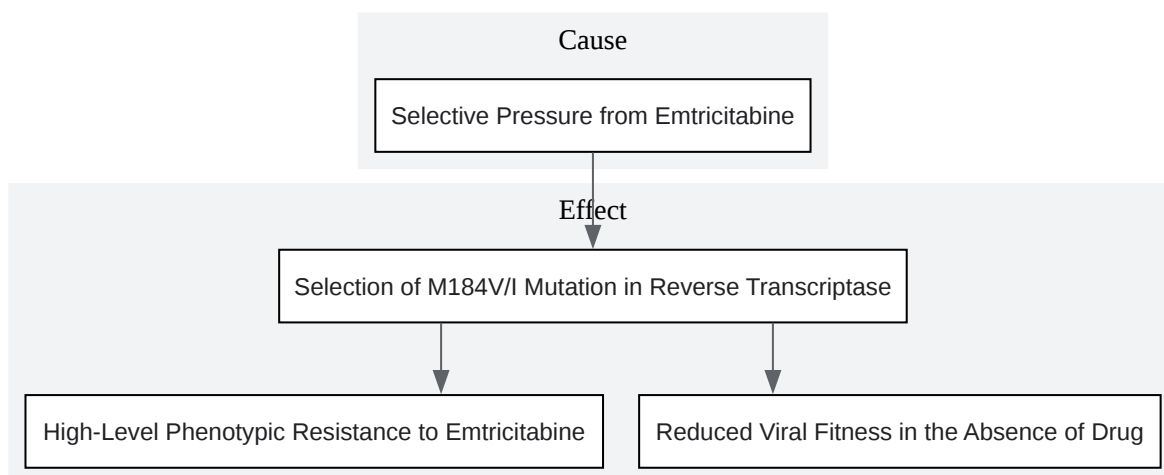 Cause
Selective Pressure from Emtricitabine
Effect
Selection of M184V/I Mutation in Reverse Transcriptase
High-Level Phenotypic Resistance to Emtricitabine
Reduced Viral Fitness in the Absence of Drug